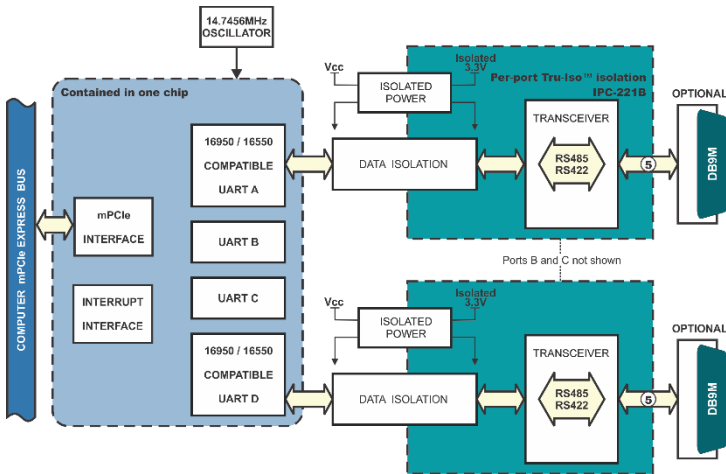 14.7456MHz
OSCILLATOR
Contained in one chip
COMPUTER mPCIe EXPRESS BUS
mPCIe
INTERFACE
INTERRUPT
INTERFACE
16950 / 16550
COMPATIBLE
UART A
UART B
UART C
16950 / 16550
COMPATIBLE
UART D
Vcc
Isolated
3.3V
ISOLATED
POWER
DATA ISOLATION
Per-port Tru-Iso™ isolation
IPC-221B
TRANSCEIVER
RS485
RS422
5
OPTIONAL
DB9M
Ports B and C not shown
Vcc
Isolated
3.3V
ISOLATED
POWER
DATA ISOLATION
TRANSCEIVER
RS485
RS422
5
OPTIONAL
DB9M